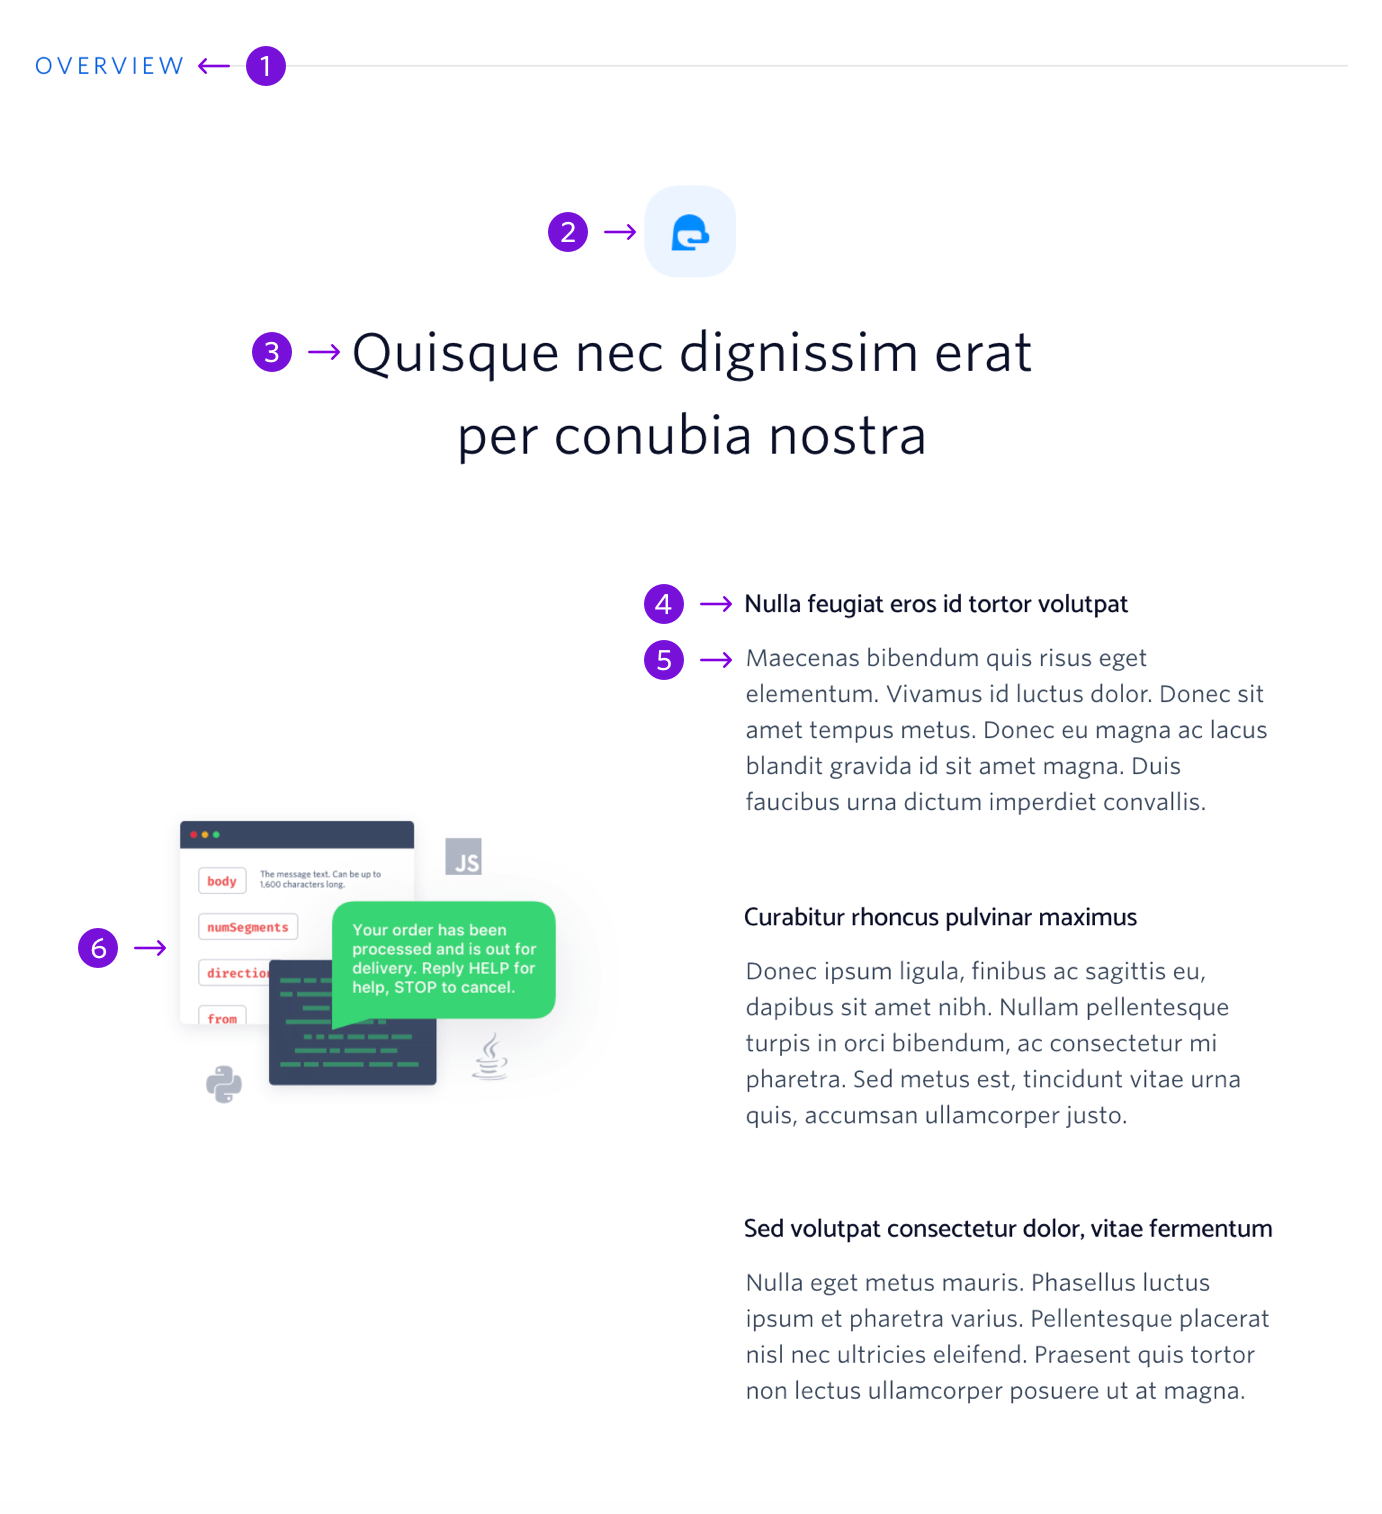 OVERVIEW
1
2
3
Quisque nec dignissim erat
per conubia nostra
4
Nulla feugiat eros id tortor volutpat
5
Maecenas bibendum quis risus eget
elementum. Vivamus id luctus dolor. Donec sit
amet tempus metus. Donec eu magna ac lacus
blandit gravida id sit amet magna. Duis
faucibus urna dictum imperdiet convallis.
6
body
The message text. Can be up to
1,600 characters long.
JS
numSegments
direction
from
Your order has been
processed and is out for
delivery. Reply HELP for
help, STOP to cancel.
Curabitur rhoncus pulvinar maximus
Donec ipsum ligula, finibus ac sagittis eu,
dapibus sit amet nibh. Nullam pellentesque
turpis in orci bibendum, ac consectetur mi
pharetra. Sed metus est, tincidunt vitae urna
quis, accumsan ullamcorper justo.
Sed volutpat consectetur dolor, vitae fermentum
Nulla eget metus mauris. Phasellus luctus
ipsum et pharetra varius. Pellentesque placerat
nisl nec ultricies eleifend. Praesent quis tortor
non lectus ullamcorper posuere ut at magna.